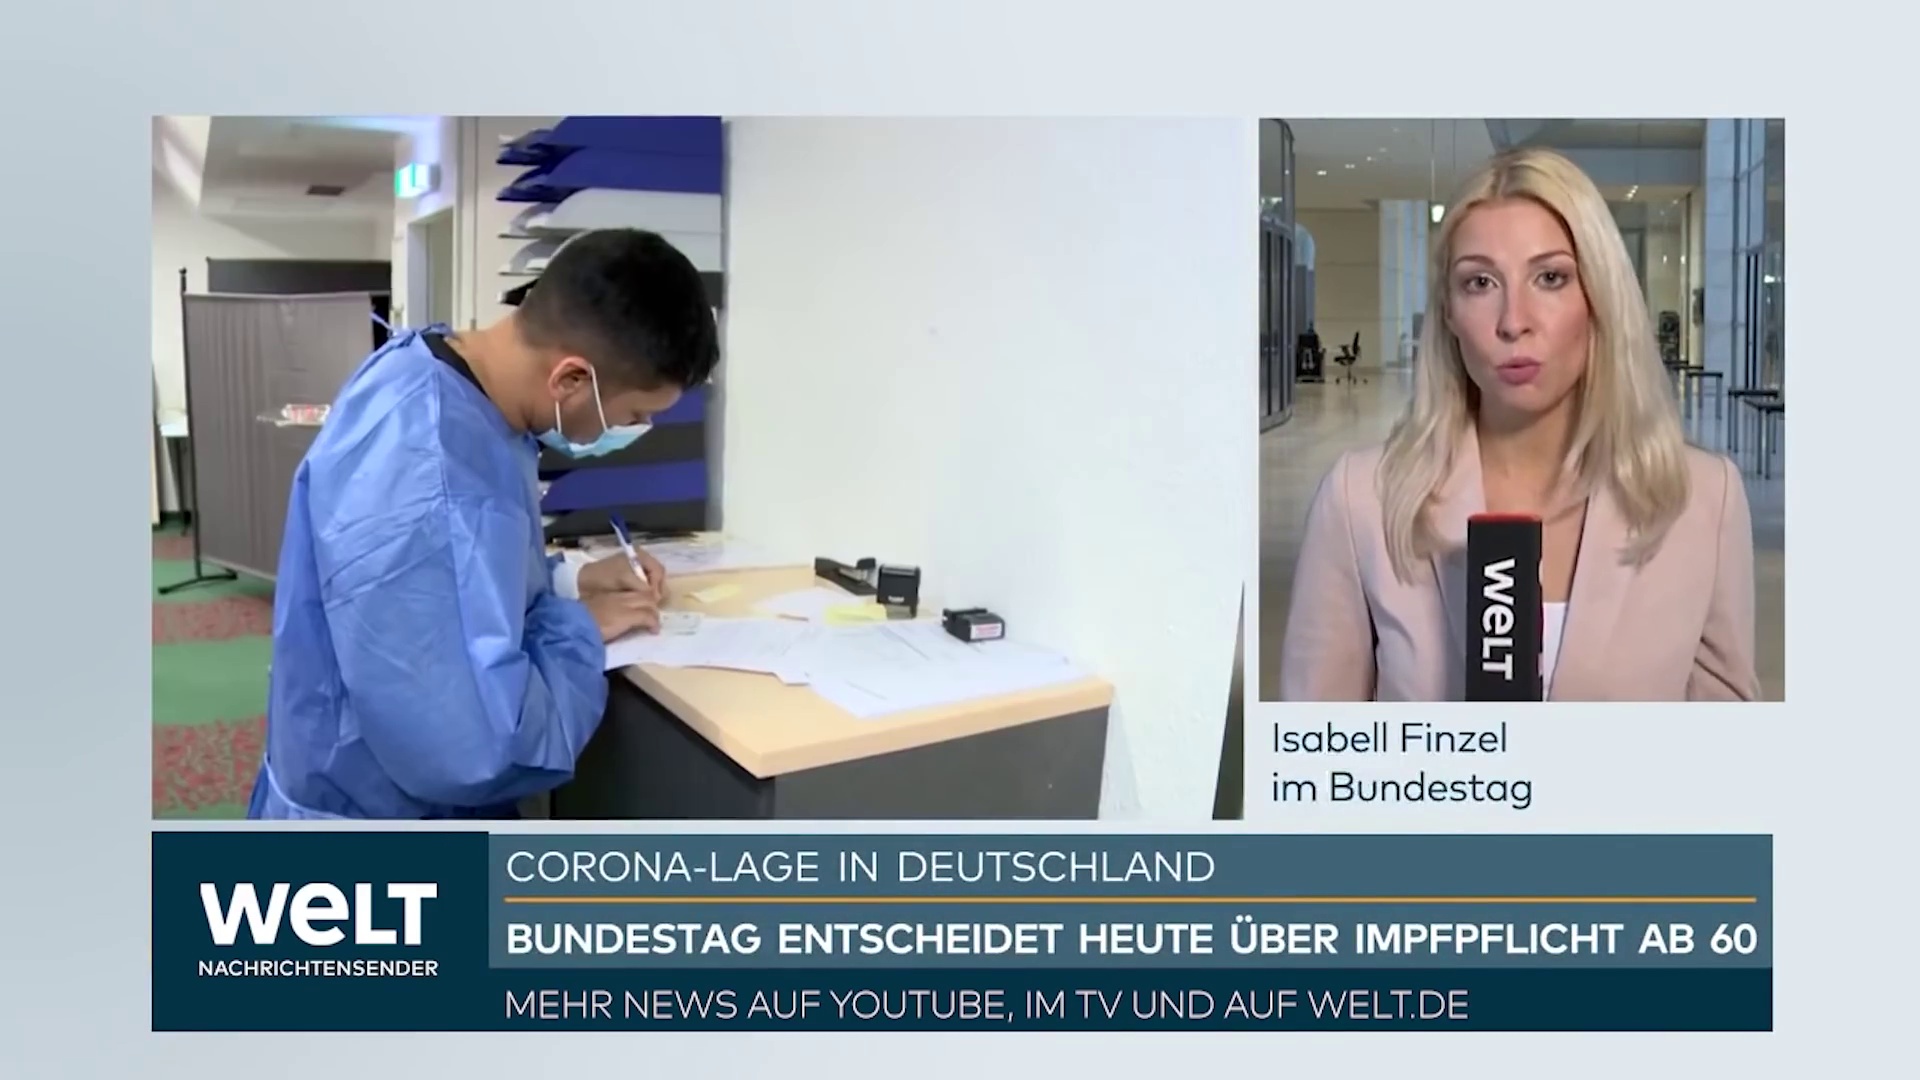 WELT
Isabell Finzel
im Bundestag
WELT
NACHRICHTENSENDER
CORONA-LAGE IN DEUTSCHLAND
BUNDESTAG ENTSCHEIDET HEUTE ÜBER IMPFPFLICHT AB 60
MEHR NEWS AUF YOUTUBE, IM TV UND AUF WELT.DE